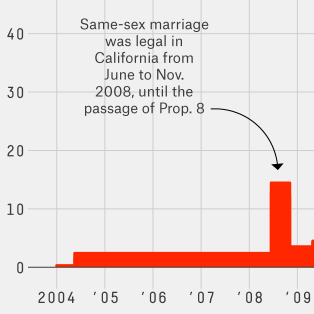 Same-sex marriage
was legal in
California from
June to Nov.
2008, until the
passage of Prop. 8
40
30
20
10
0
2004 ’05 ’06 ’07 ’08 ’09